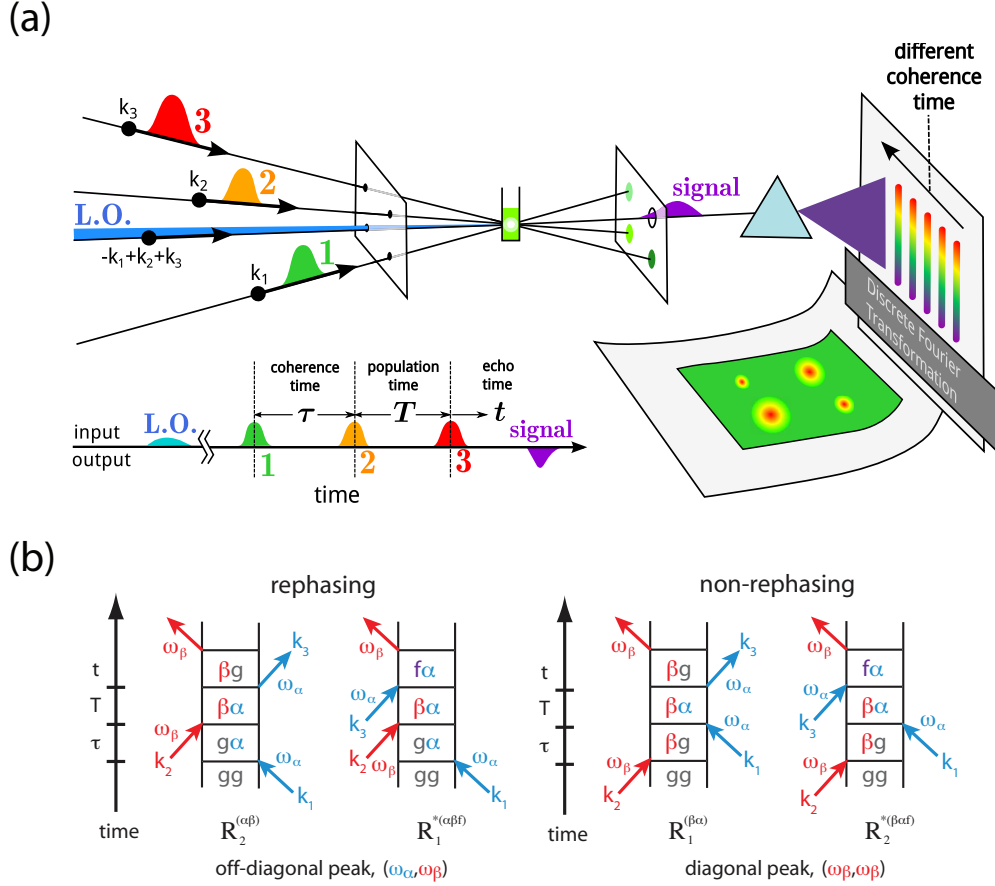 (a)
different
coherence
time
k3
3
k2
2
signal
L.O.
-k1+k2+k3
1
k1
Discrete Fourier
Transformation
coherence
time
population
time
echo
time
τ
T
t
L.O.
signal
input
output
1
2
3
time
(b)
rephasing
non-rephasing
ωβ
k3
ωβ
ωβ
k3
ωβ
t
βg
fα
t
βg
fα
ωα
ωα
ωα
ωα
T
βα
k3
βα
T
βα
k3
βα
ωβ
ωα
ωα
τ
gα
gα
τ
βg
βg
k2
ωα
k2
ωβ
ωα
ωβ
k1
ωβ
k1
gg
k1
gg
k1
k2
gg
k2
gg
time
R2(αβ)
R1*(αβf)
time
R1(βα)
R2*(βαf)
off-diagonal peak, (ωα,ωβ)
diagonal peak, (ωβ,ωβ)